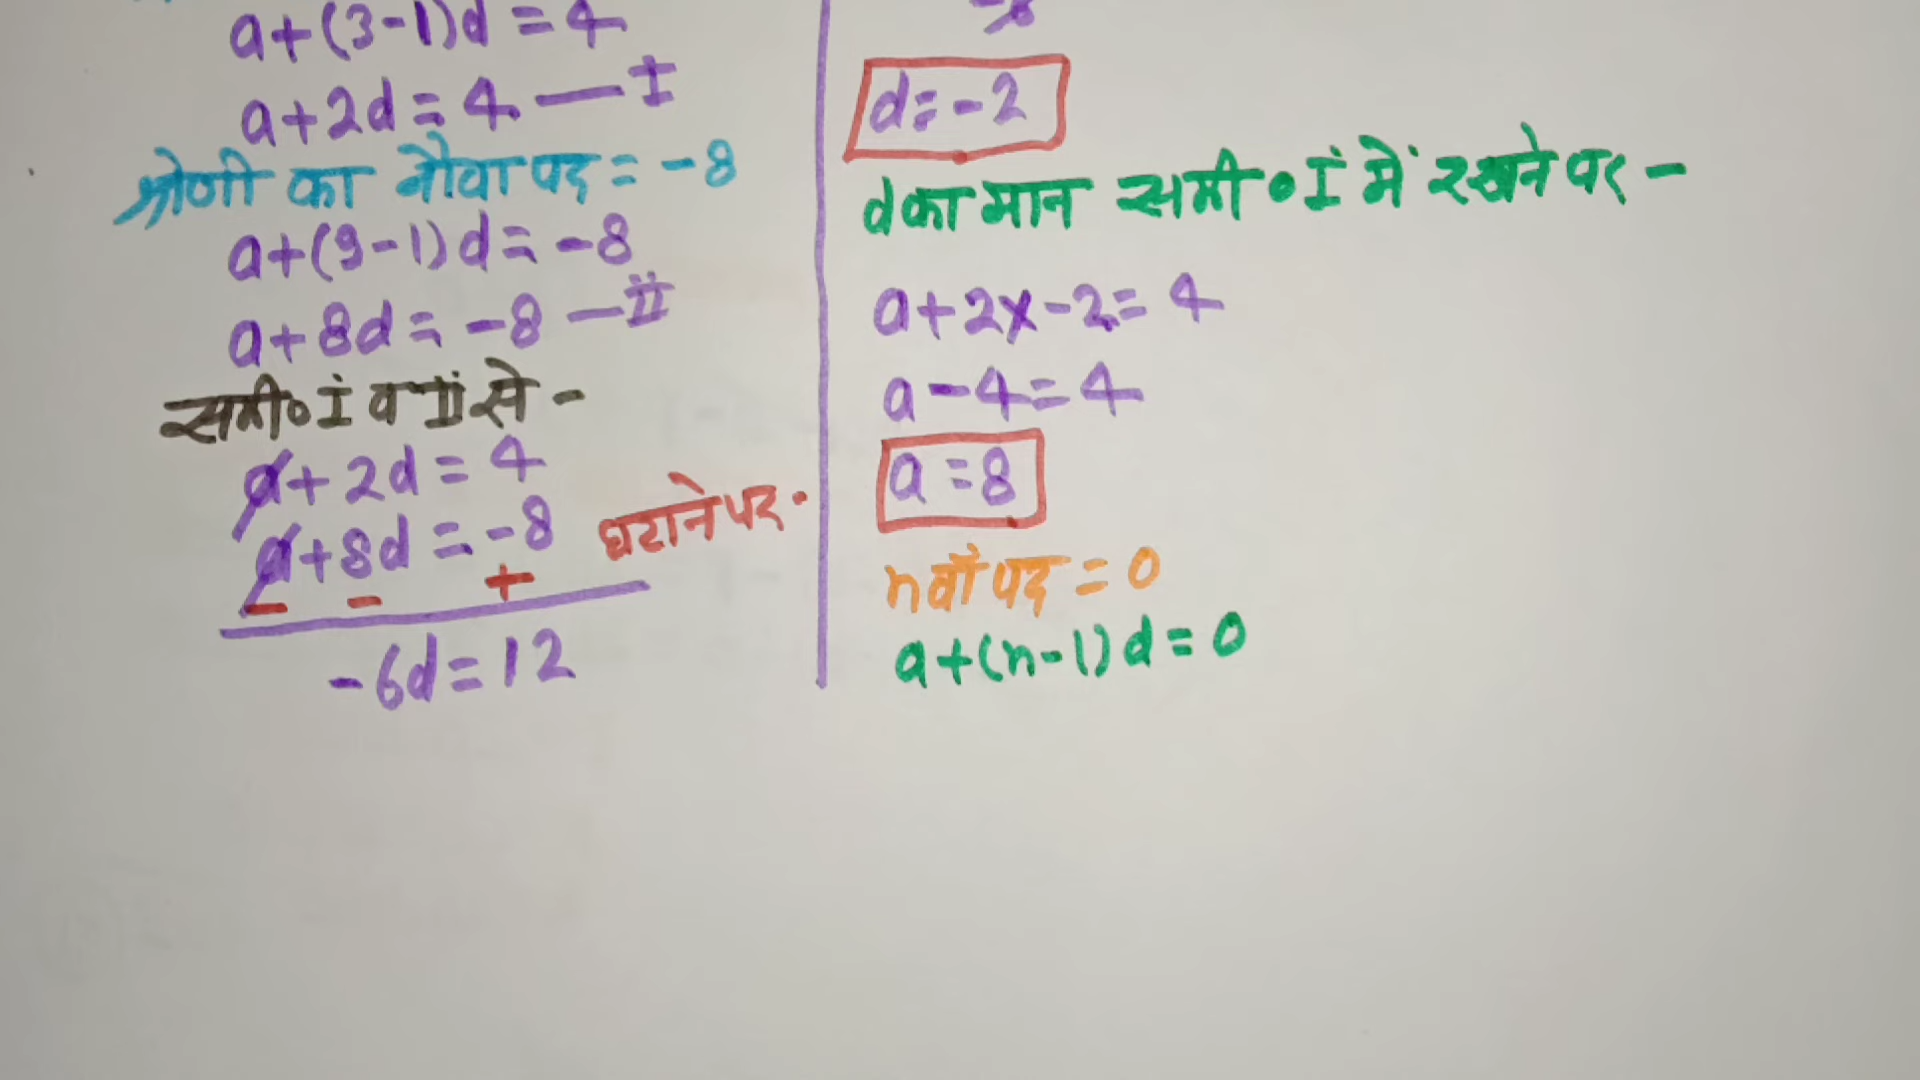 a+(3-1)d=4
a+2d=4 — I
श्रेणी का नौवा पद = -8
a+(9-1)d=-8
a+8d=-8 — II
समी० I व II से -
a+2d=4
a+8d=-8 घटाने पर.
- - +
-6d=12
d=-2
d का मान समी० I में रखने पर -
a+2x-2=4
a-4=4
a=8
nवाँ पद = 0
a+(n-1)d=0